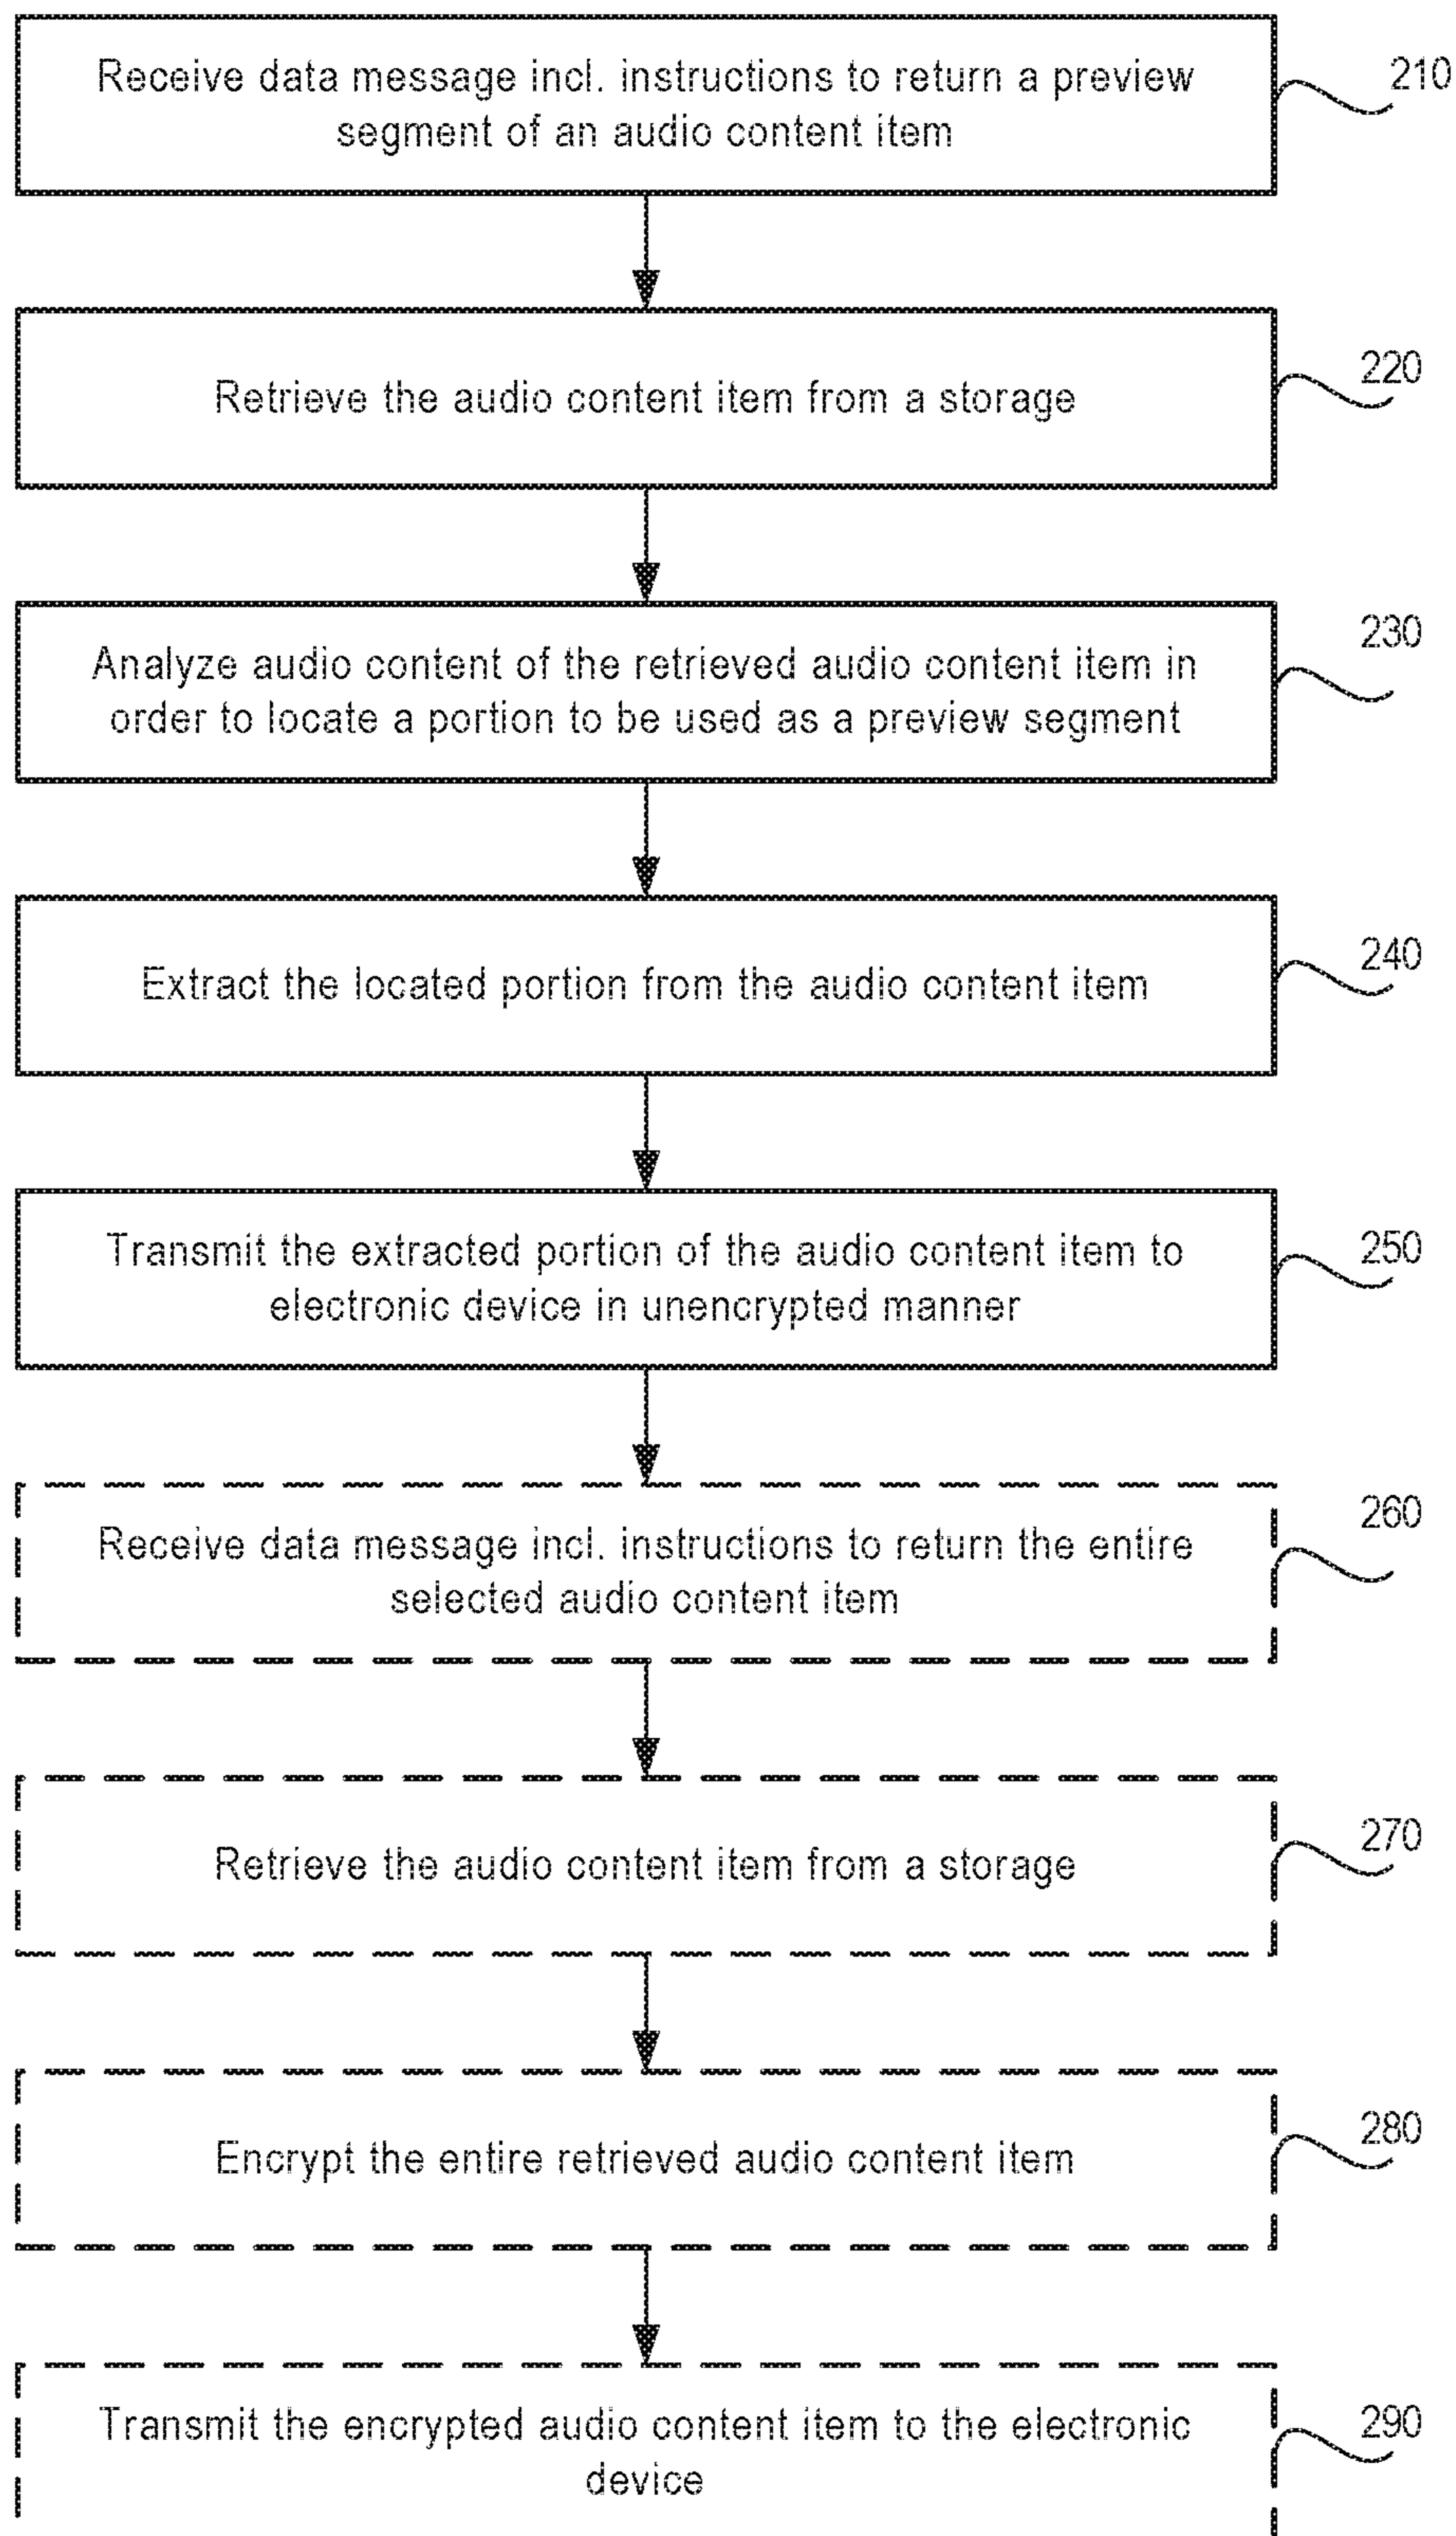 Receive data message incl. instructions to return a preview
segment of an audio content item
210
Retrieve the audio content item from a storage
220
Analyze audio content of the retrieved audio content item in
order to locate a portion to be used as a preview segment
230
Extract the located portion from the audio content item
240
Transmit the extracted portion of the audio content item to
electronic device in unencrypted manner
250
Receive data message incl. instructions to return the entire
selected audio content item
260
Retrieve the audio content item from a storage
270
Encrypt the entire retrieved audio content item
280
Transmit the encrypted audio content item to the electronic
device
290